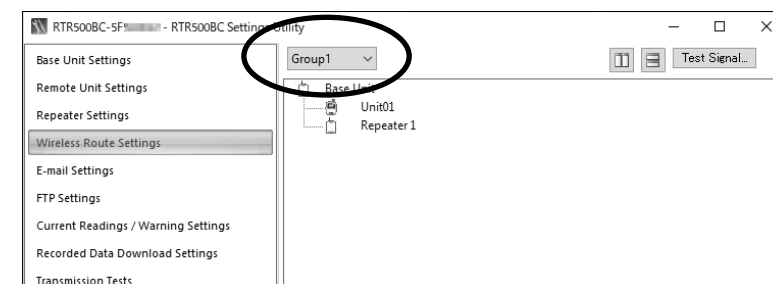 RTR500BC-5F - RTR500BC Settings Utility
Base Unit Settings
Remote Unit Settings
Repeater Settings
Wireless Route Settings
E-mail Settings
FTP Settings
Current Readings / Warning Settings
Recorded Data Download Settings
Transmission Tests
Group1
Test Signal...
Base Unit
Unit01
Repeater 1